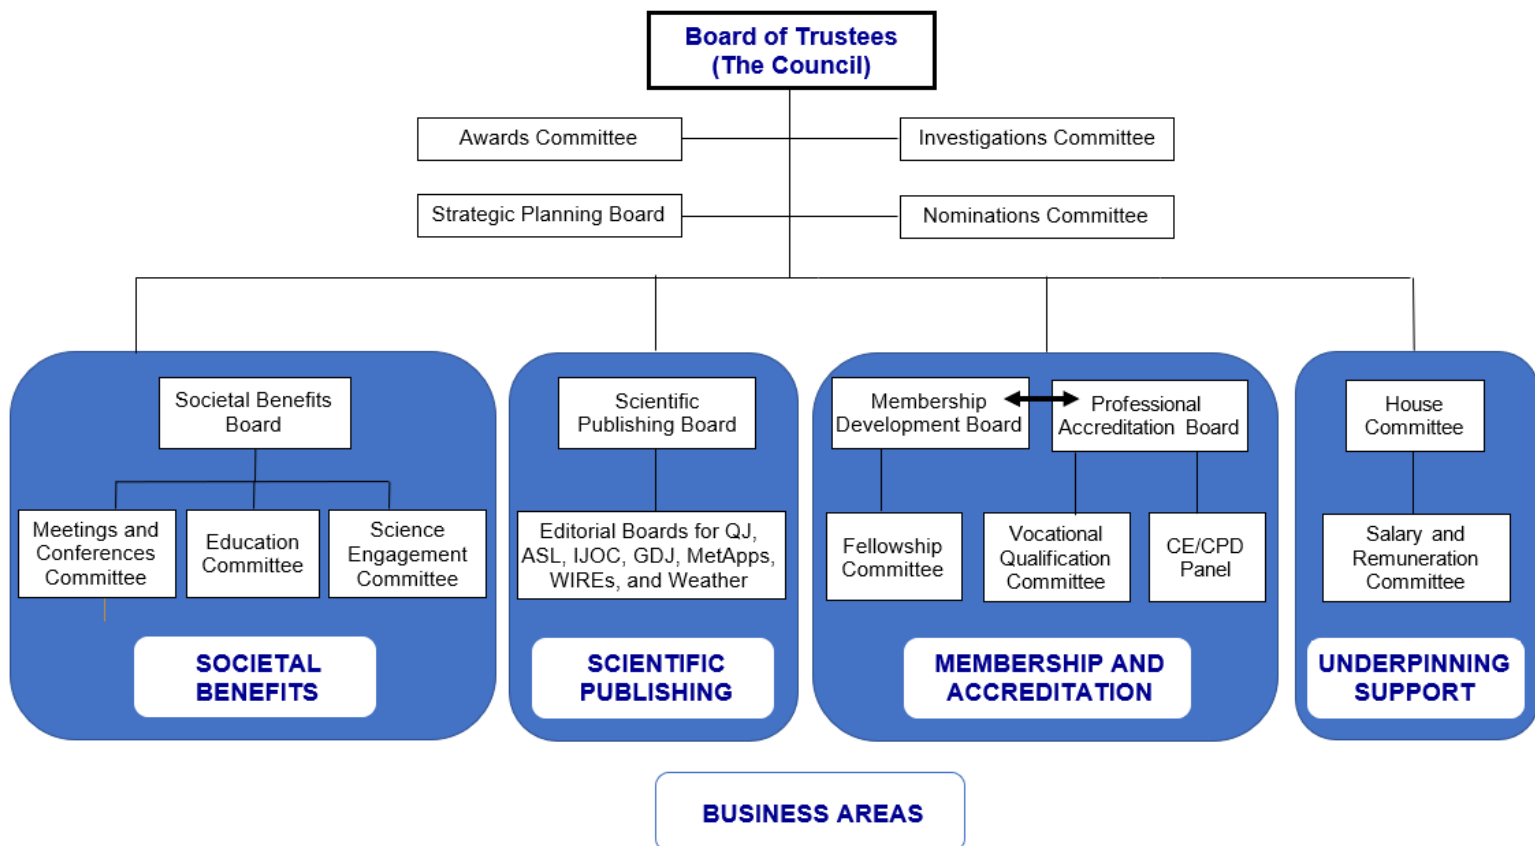 Board of Trustees
(The Council)
Awards Committee
Investigations Committee
Strategic Planning Board
Nominations Committee
Societal Benefits
Board
Scientific
Publishing Board
Membership
Development Board
Professional
Accreditation Board
House
Committee
Meetings and
Conferences
Committee
Education
Committee
Science
Engagement
Committee
Editorial Boards for QJ,
ASL, IJOC, GDJ, MetApps,
WIREs, and Weather
Fellowship
Committee
Vocational
Qualification
Committee
CE/CPD
Panel
Salary and
Remuneration
Committee
SOCIETAL
BENEFITS
SCIENTIFIC
PUBLISHING
MEMBERSHIP AND
ACCREDITATION
UNDERPINNING
SUPPORT
BUSINESS AREAS